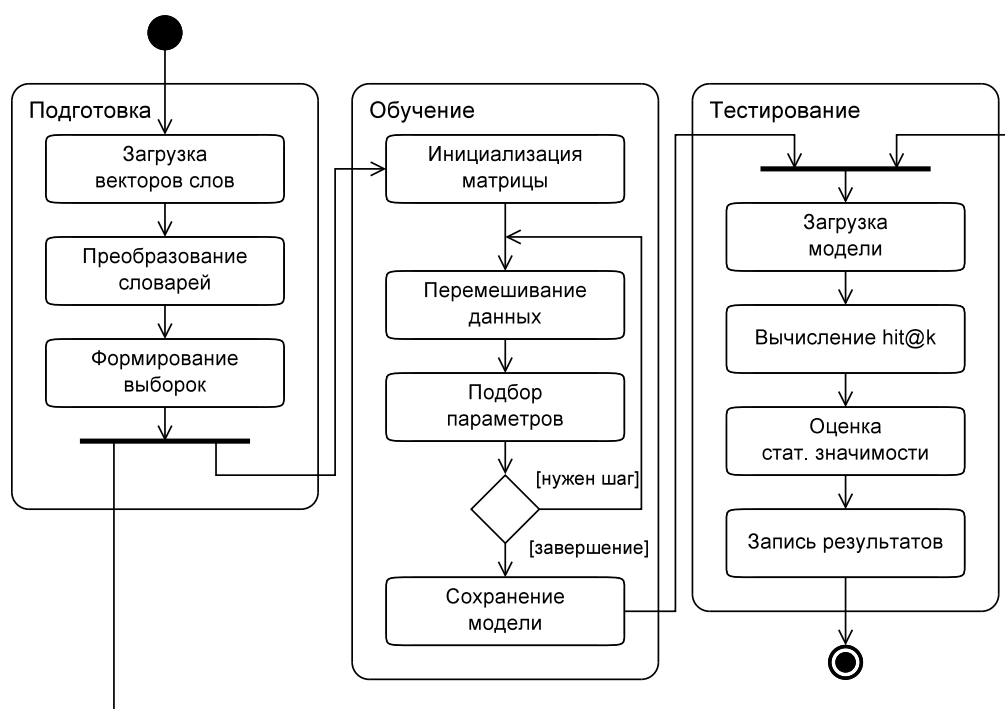 Подготовка
Загрузка
векторов слов
Преобразование
словарей
Формирование
выборок
Обучение
Инициализация
матрицы
Перемешивание
данных
Подбор
параметров
[нужен шаг]
[завершение]
Сохранение
модели
Тестирование
Загрузка
модели
Вычисление hit@k
Оценка
стат. значимости
Запись результатов